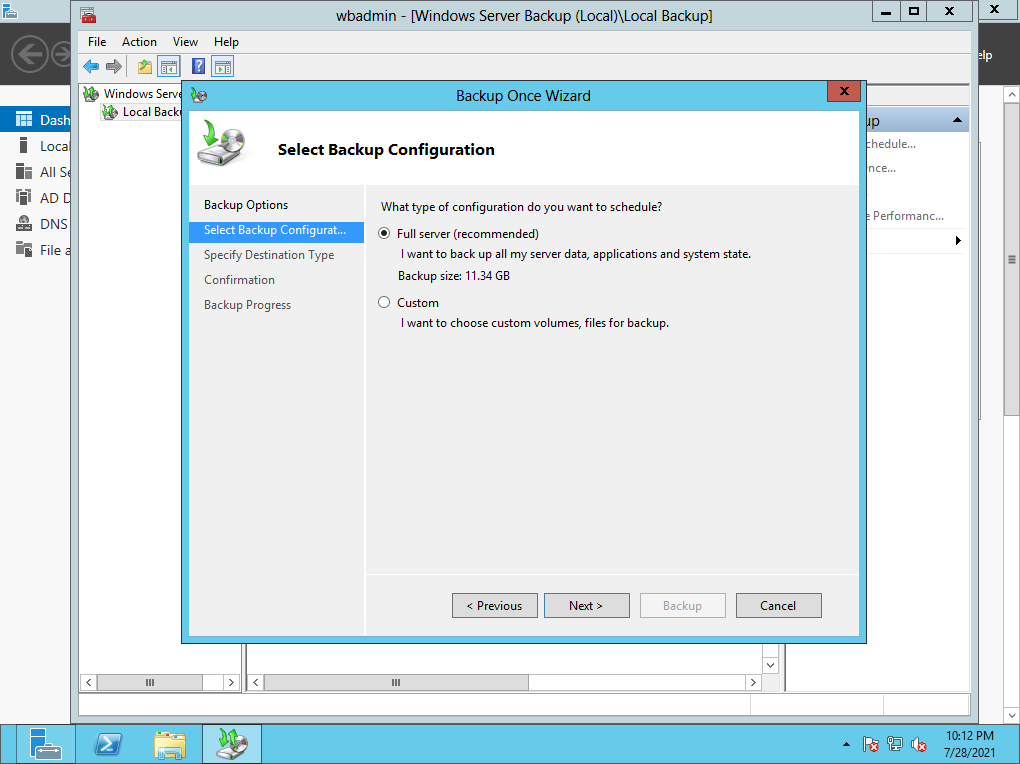 wbadmin - [Windows Server Backup (Local)\Local Backup]
File Action View Help
elp
Windows Serve
Local Backu
Dash
Local
All Se
AD D
DNS
File a
Backup Once Wizard
Select Backup Configuration
Backup Options
Select Backup Configurat...
Specify Destination Type
Confirmation
Backup Progress
What type of configuration do you want to schedule?
Full server (recommended)
I want to back up all my server data, applications and system state.
Backup size: 11.34 GB
Custom
I want to choose custom volumes, files for backup.
< Previous
Next >
Backup
Cancel
up
chedule...
nce...
e Performanc...
10:12 PM
7/28/2021